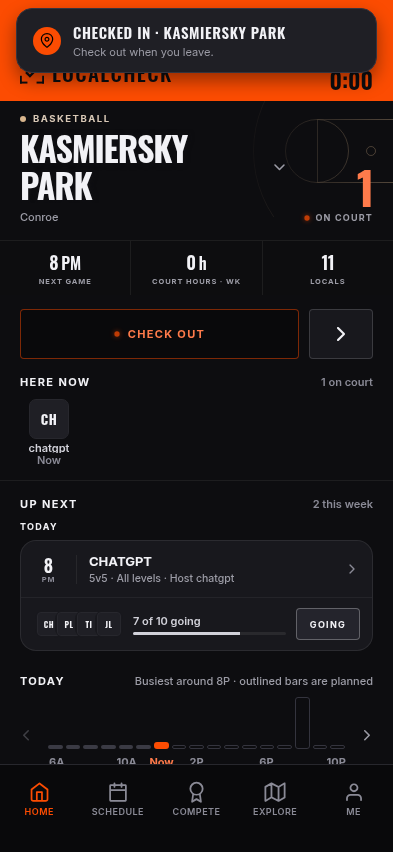 CHECKED IN · KASMIERSKY PARK
Check out when you leave.
LOCALCHECK
0:00
BASKETBALL
KASMIERSKY
PARK
Conroe
1
ON COURT
8 PM
NEXT GAME
0 h
COURT HOURS · WK
11
LOCALS
CHECK OUT
HERE NOW
1 on court
CH
chatgpt
Now
UP NEXT
2 this week
TODAY
8
PM
CHATGPT
5v5 · All levels · Host chatgpt
CH PL TI JL
7 of 10 going
GOING
TODAY
Busiest around 8P · outlined bars are planned
6A 10A Now 2P 6P 10P
HOME SCHEDULE COMPETE EXPLORE ME